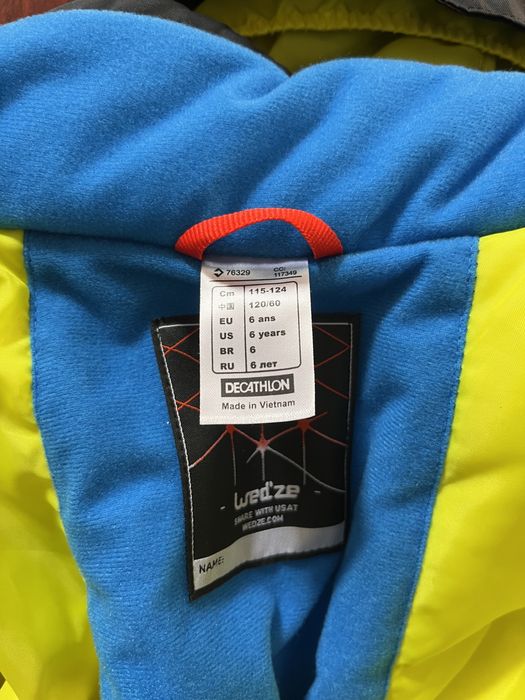 76329 CC: 117349
Cm 115-124
中国 120/60
EU 6 ans
US 6 years
BR 6
RU 6 лет
DECATHLON
Made in Vietnam
wed'ze
SHARE WITH US AT
WEDZE.COM
NAME: